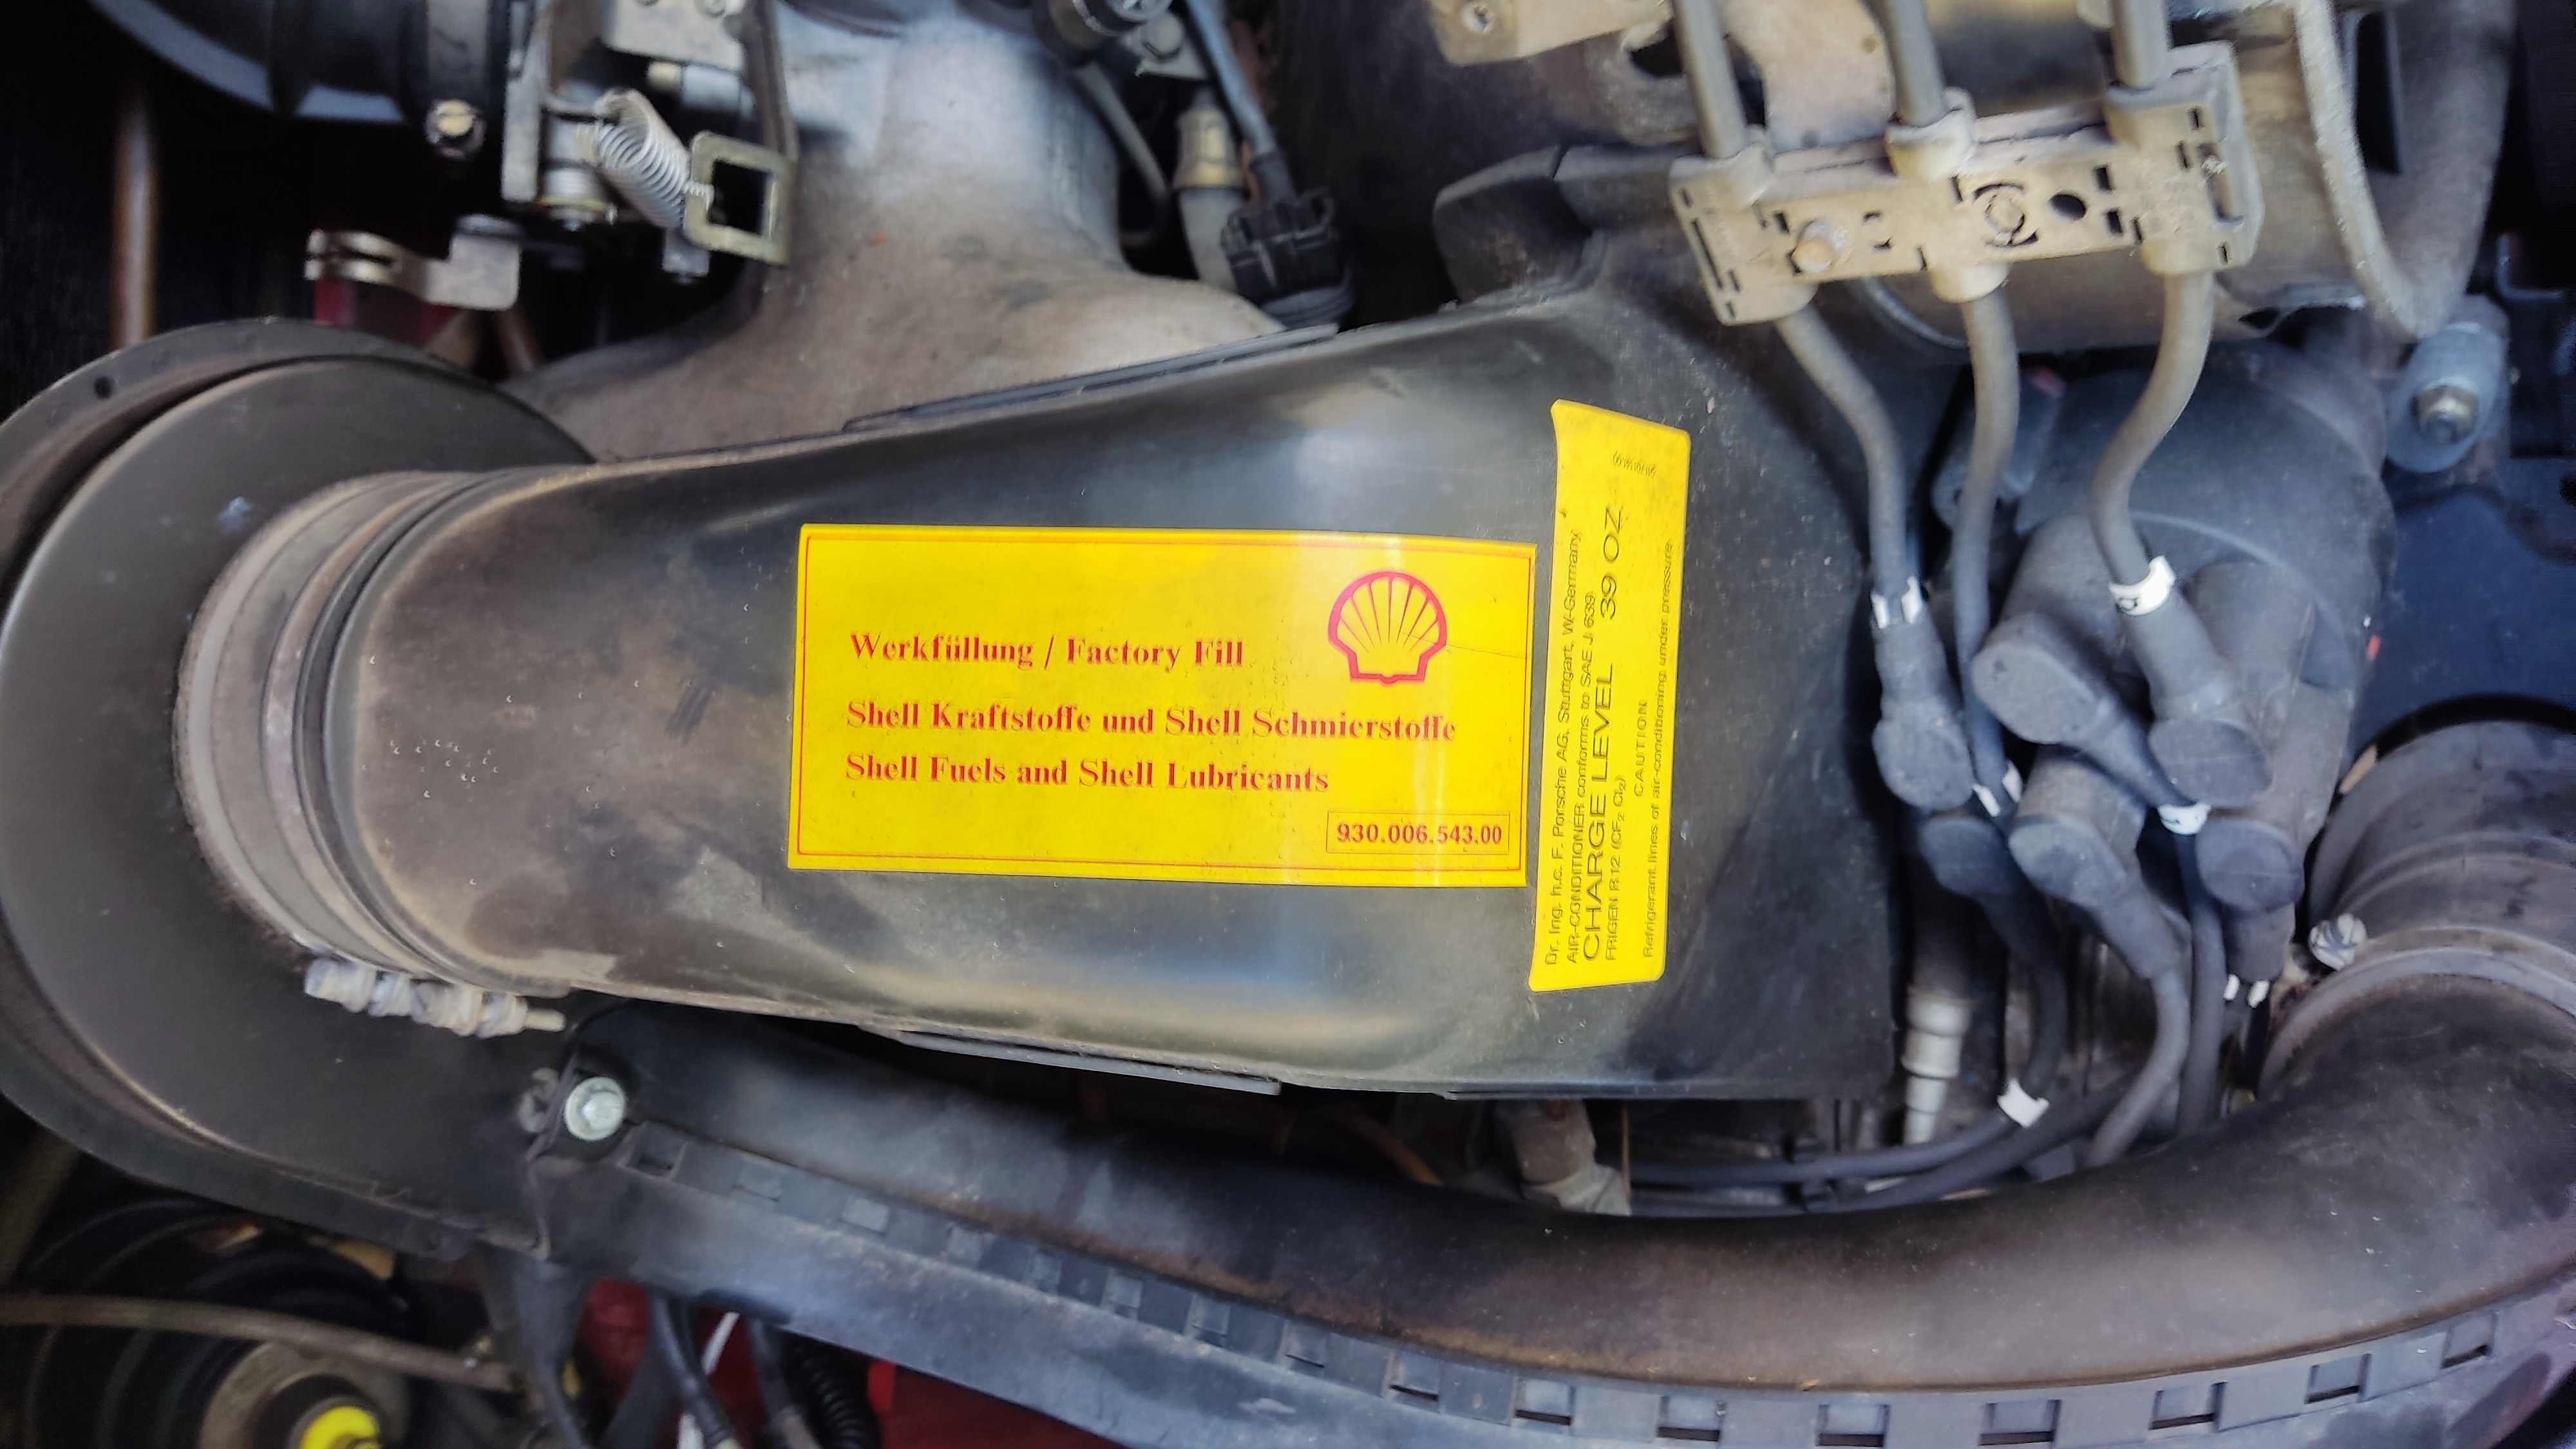 Werkfüllung / Factory Fill
Shell Kraftstoffe und Shell Schmierstoffe
Shell Fuels and Shell Lubricants
930.006.543.00
Dr. Ing. h.c. F. Porsche AG. Stuttgart, W-Germany
AIR-CONDITIONER conforms to SAE J 639
CHARGE LEVEL 39 OZ
FRIGEN R12 (CF₂ Cl₂)
CAUTION
Refrigerant lines of air-conditioning under pressure